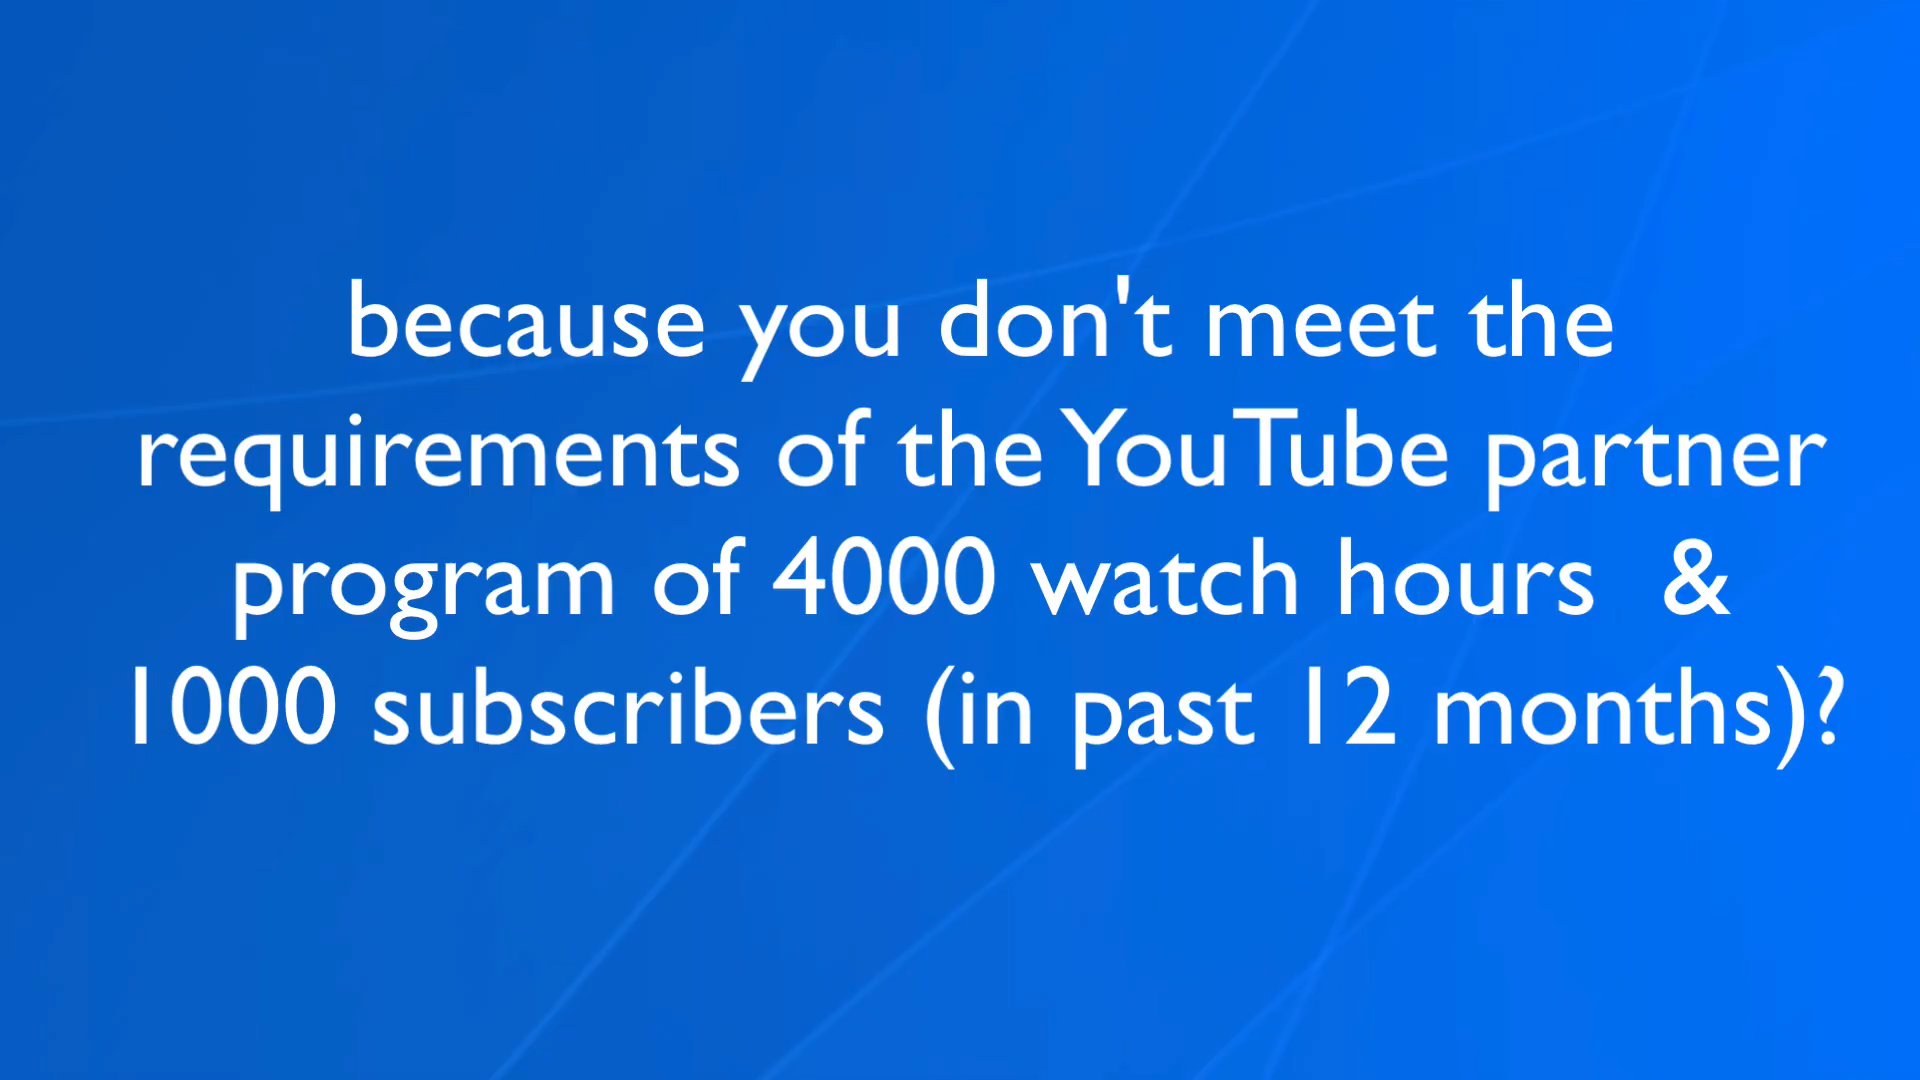 because you don't meet the
requirements of the YouTube partner
program of 4000 watch hours  &
1000 subscribers (in past 12 months)?